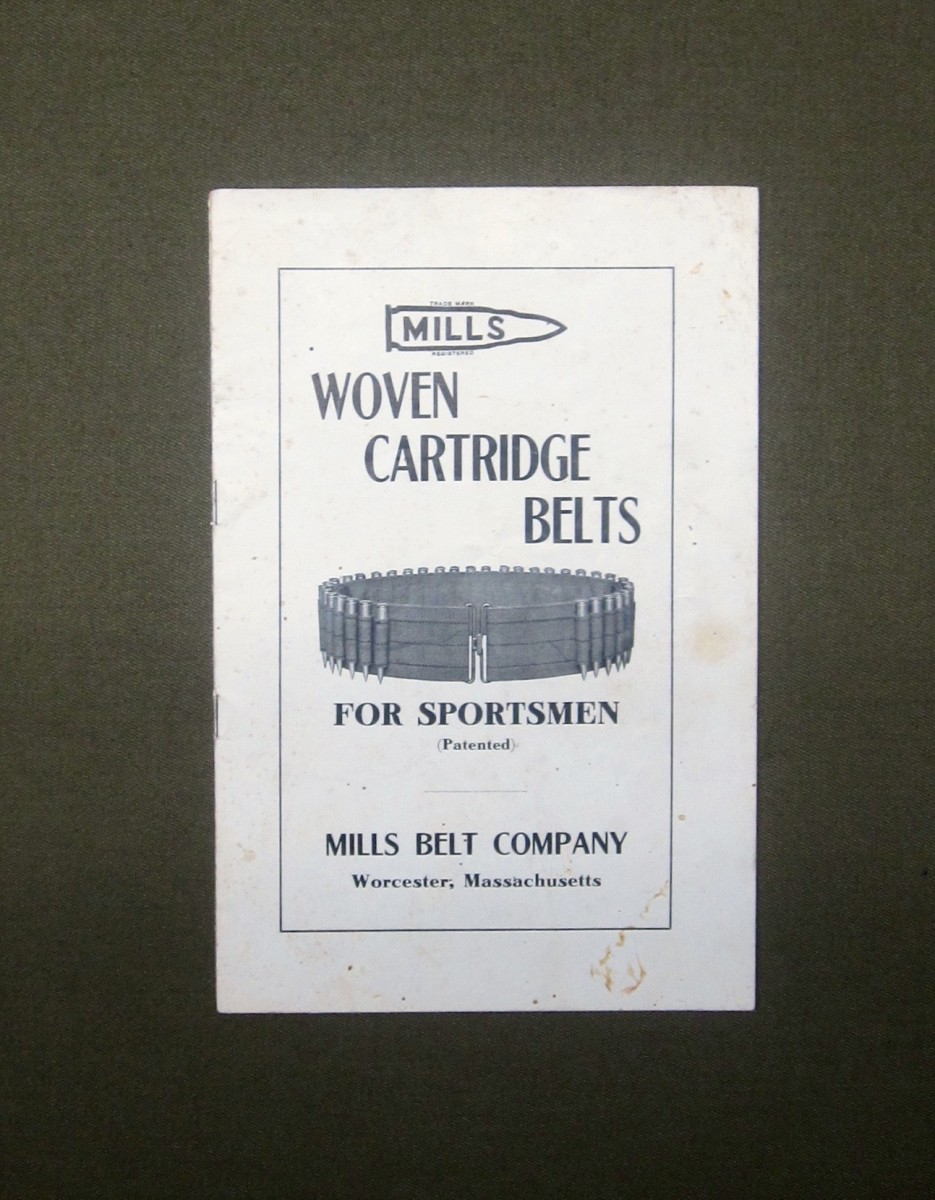 TRADE MARK
MILLS
REGISTERED
WOVEN
CARTRIDGE
BELTS
FOR SPORTSMEN
(Patented)
MILLS BELT COMPANY
Worcester, Massachusetts